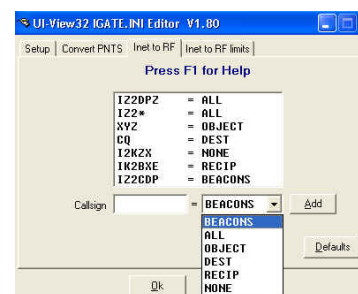 UI-View32 IGATE.INI Editor V1.80
Setup Convert PNTS Inet to RF Inet to RF limits
Press F1 for Help
IZ2DPZ = ALL
IZ2* = ALL
XYZ = OBJECT
CQ = DEST
I2KZX = NONE
IK2BXE = RECIP
IZ2CDP = BEACONS
Callsign = BEACONS Add
BEACONS
ALL
OBJECT
DEST
RECIP
NONE
Defaults
Ok